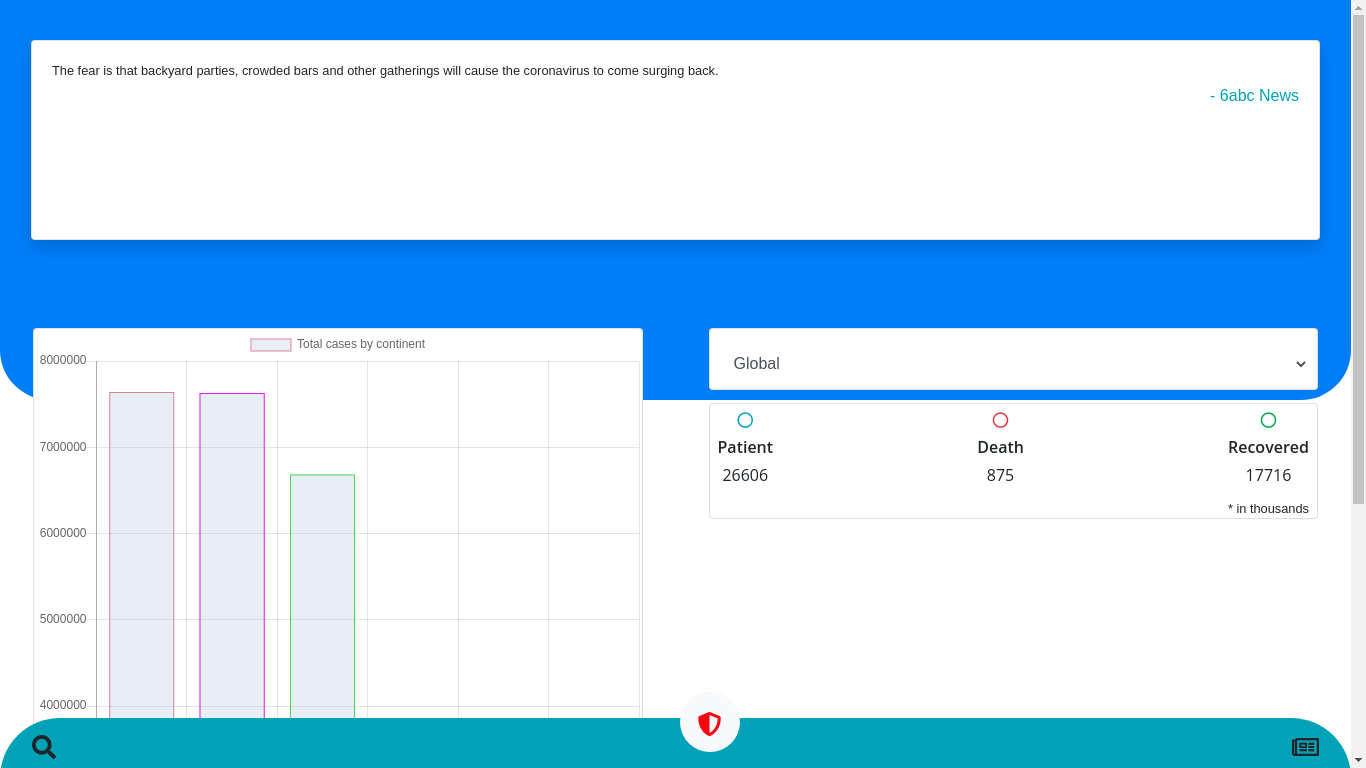 The fear is that backyard parties, crowded bars and other gatherings will cause the coronavirus to come surging back.
- 6abc News
Total cases by continent
8000000
7000000
6000000
5000000
4000000
Global
Patient
Death
Recovered
26606
875
17716
* in thousands